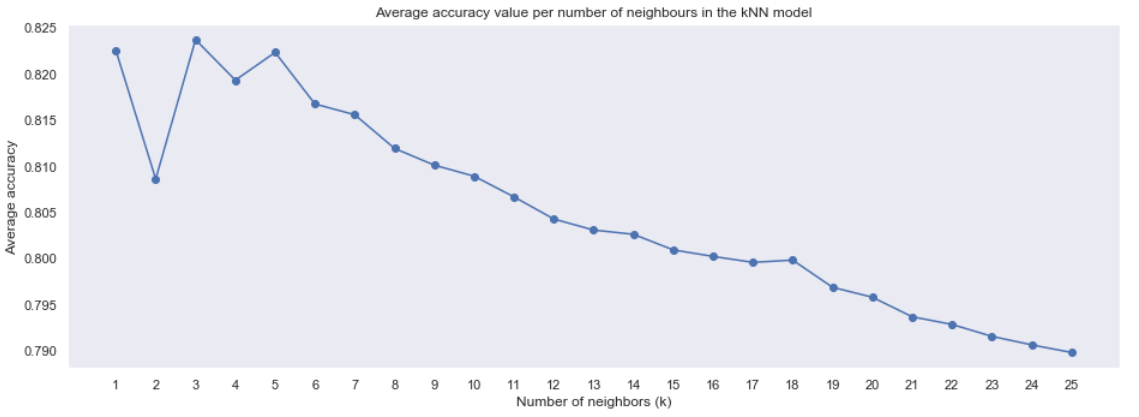 Average accuracy value per number of neighbours in the kNN model
0.825
0.820
0.815
0.810
0.805
0.800
0.795
0.790
Average accuracy
1 2 3 4 5 6 7 8 9 10 11 12 13 14 15 16 17 18 19 20 21 22 23 24 25
Number of neighbors (k)